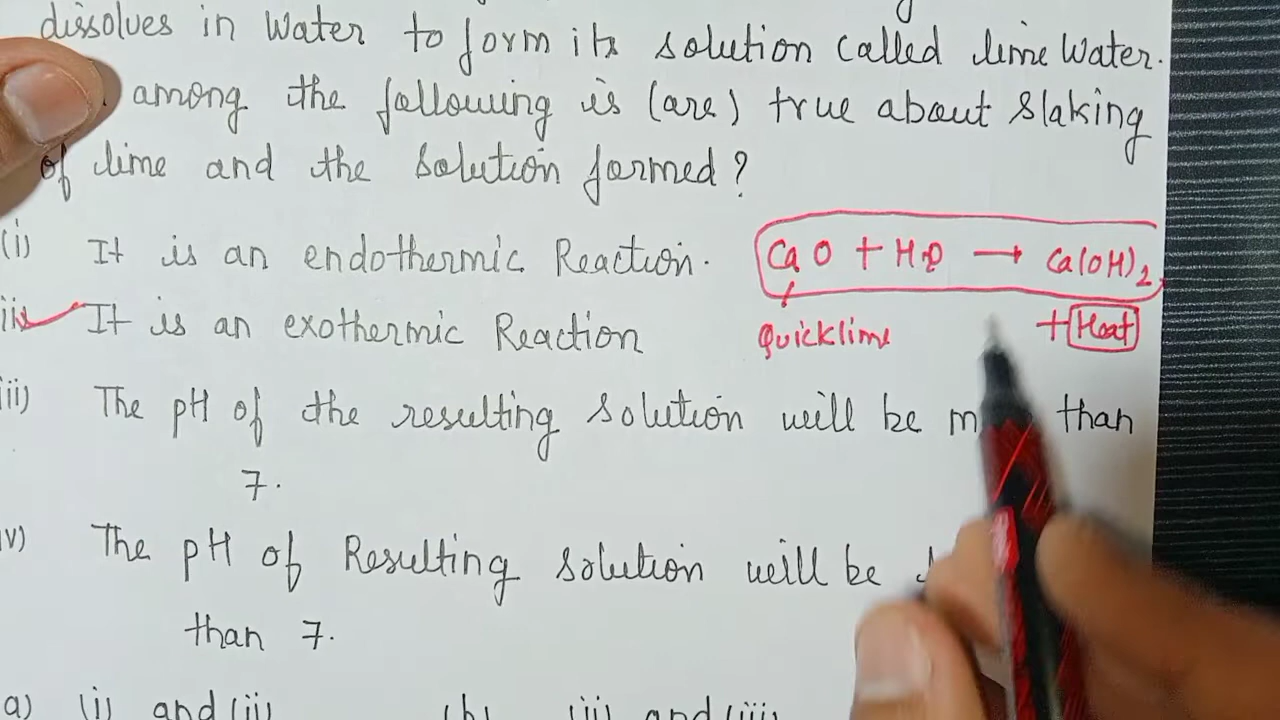 dissolves in Water to form its solution called lime Water.
among the following is (are) true about slaking
of lime and the solution formed?
(i) It is an endothermic Reaction.
CaO + H2O → Ca(OH)2
Quicklime + Heat
ii) It is an exothermic Reaction
iii) The pH of the resulting solution will be than
7.
iv) The pH of Resulting solution will be
than 7.
a) (i) and (ii) (b) (ii) and (iii)